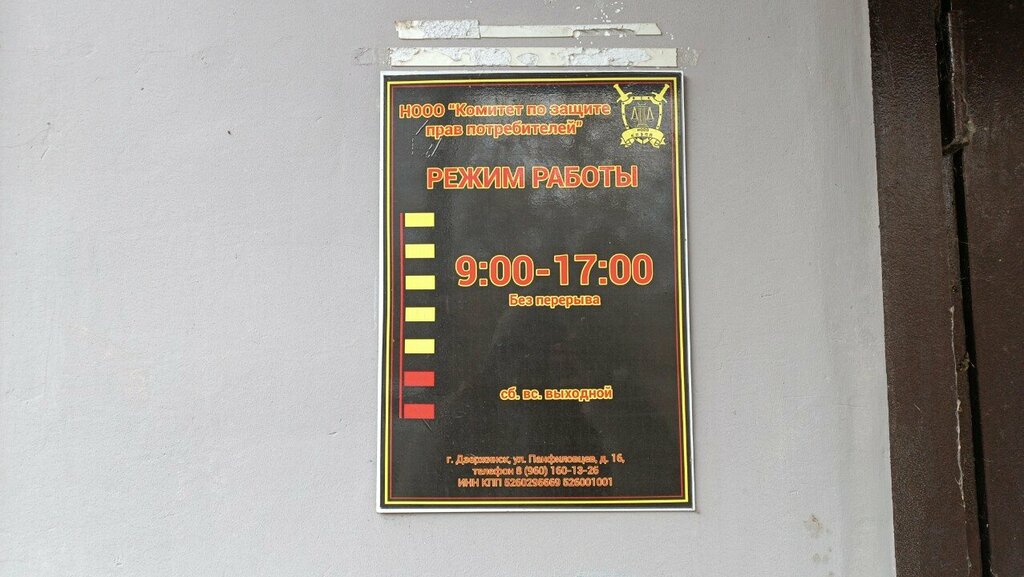 НООО "Комитет по защите
прав потребителей"
РЕЖИМ РАБОТЫ
9:00-17:00
Без перерыва
сб. вс. выходной
г. Дзержинск, ул. Панфиловцев, д. 16,
телефон 8 (960) 160-13-26
ИНН КПП 5260296669 526001001